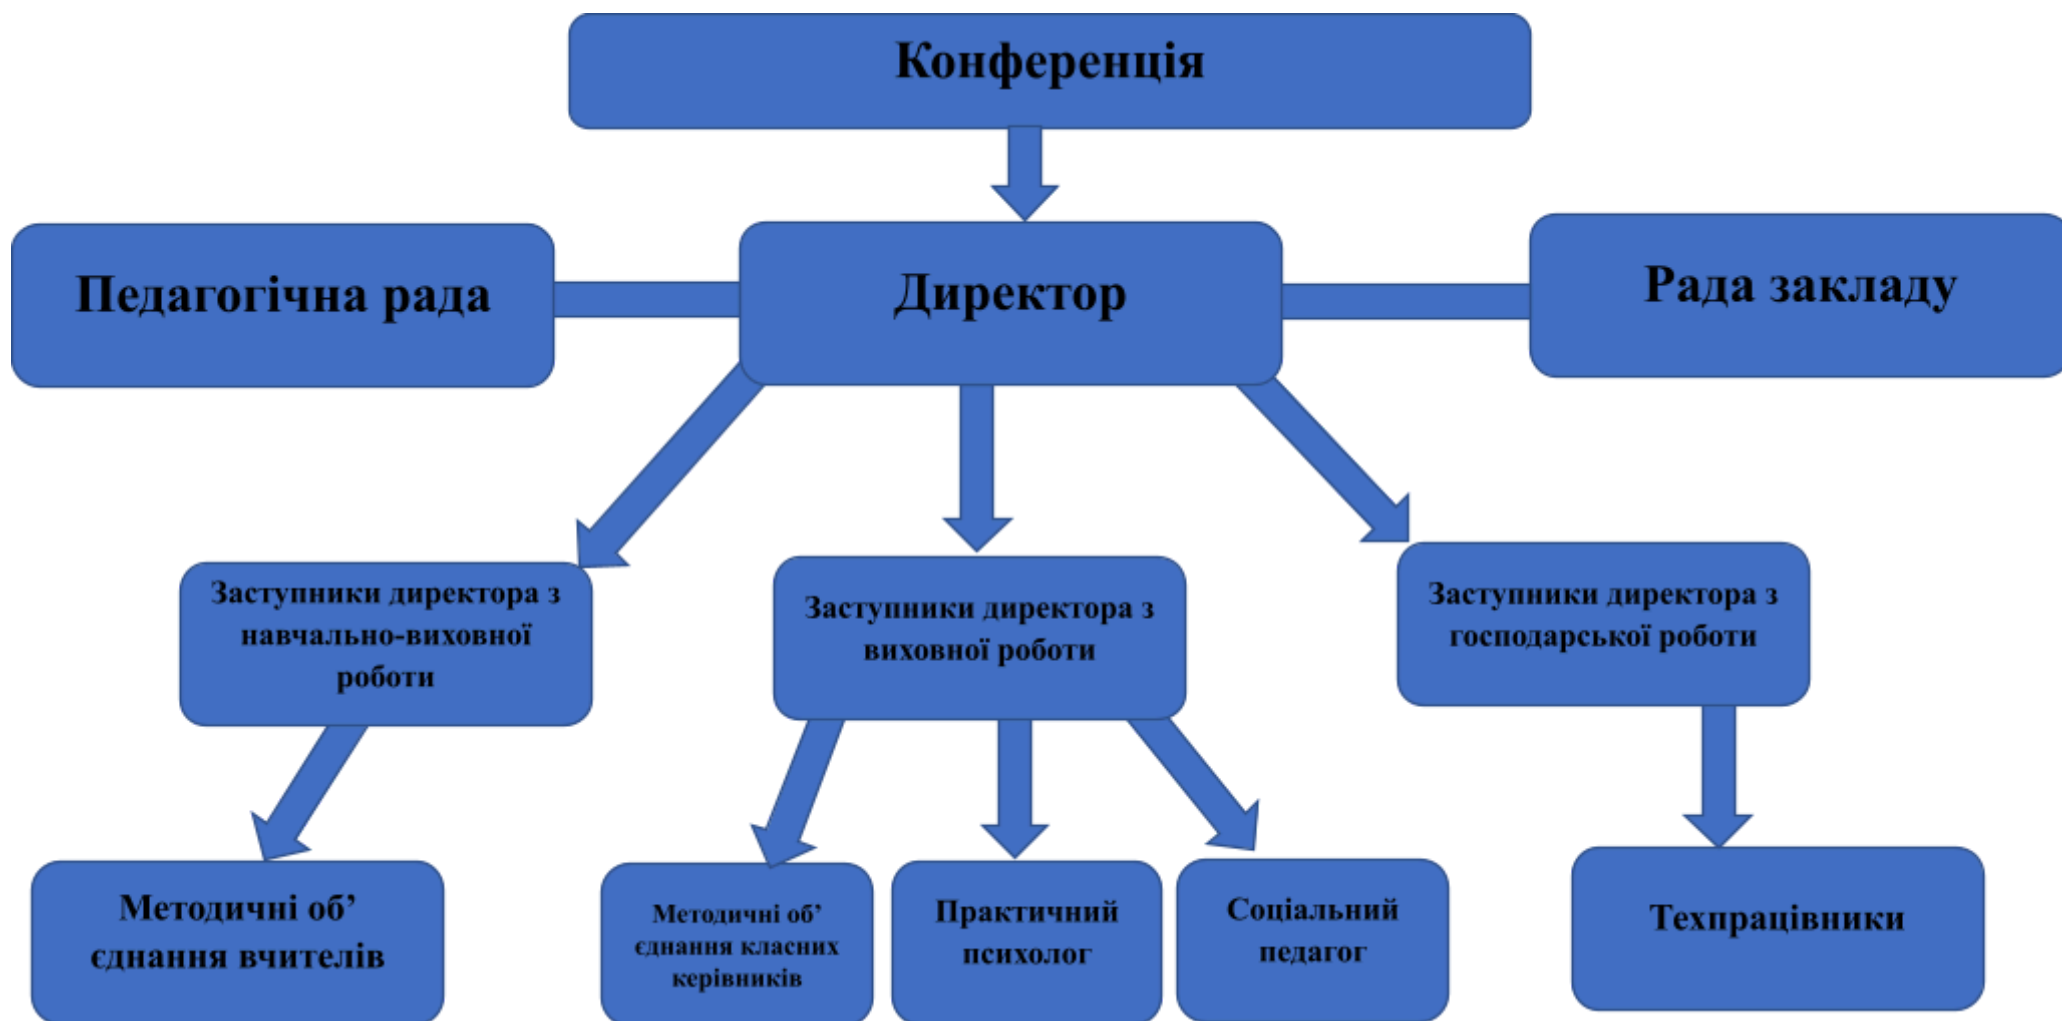 Конференція
Педагогічна рада
Директор
Рада закладу
Заступники директора з
навчально-виховної
роботи
Заступники директора з
виховної роботи
Заступники директора з
господарської роботи
Методичні об’
єднання вчителів
Методичні об’
єднання класних
керівників
Практичний
психолог
Соціальний
педагог
Техпрацівники